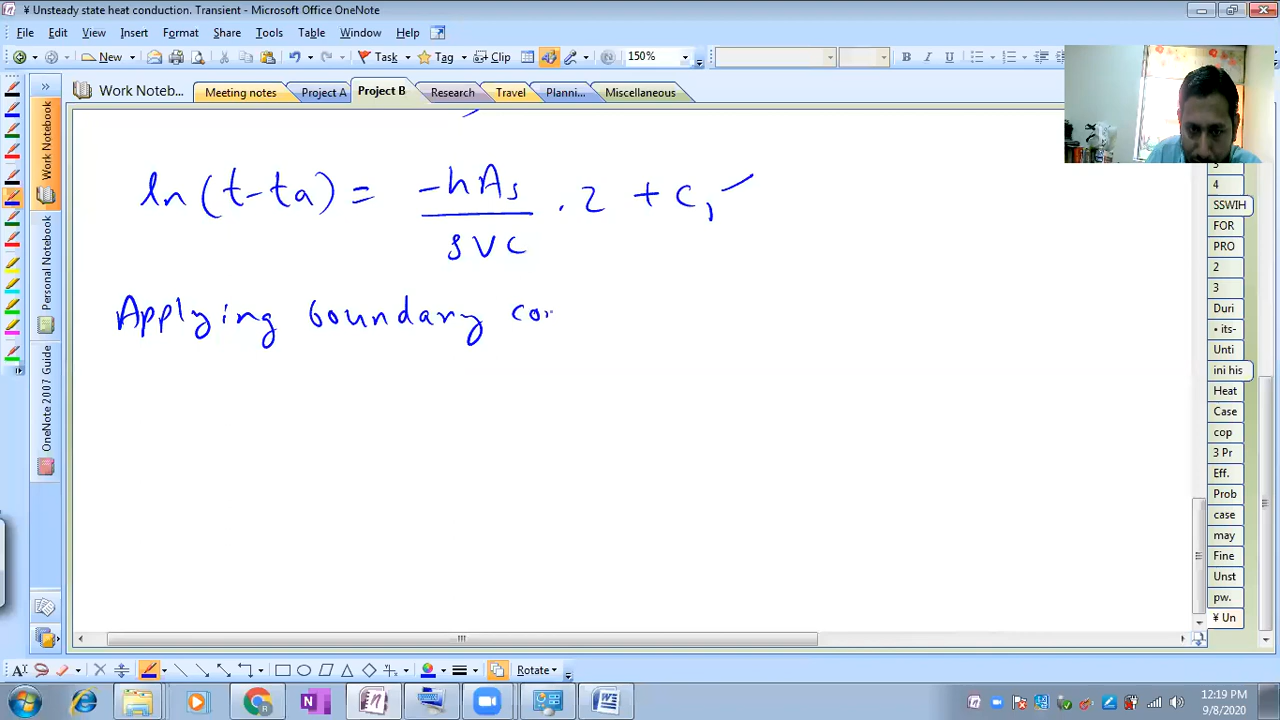 ¥ Unsteady state heat conduction. Transient - Microsoft Office OneNote
File Edit View Insert Format Share Tools Table Window Help
New Task Tag Clip 150% B I U
Work Noteb... Meeting notes Project A Project B Research Travel Planni... Miscellaneous
Work Notebook
Personal Notebook
OneNote 2007 Guide
ln(t-ta) = -hAs / ρVC . τ + C1
Applying boundary con
3
4
SSWIH
FOR
PRO
2
3
Duri
• its-
Unti
ini his
Heat
Case
cop
3 Pr
Eff.
Prob
case
may
Fine
Unst
pw.
¥ Un
Rotate
12:19 PM
9/8/2020